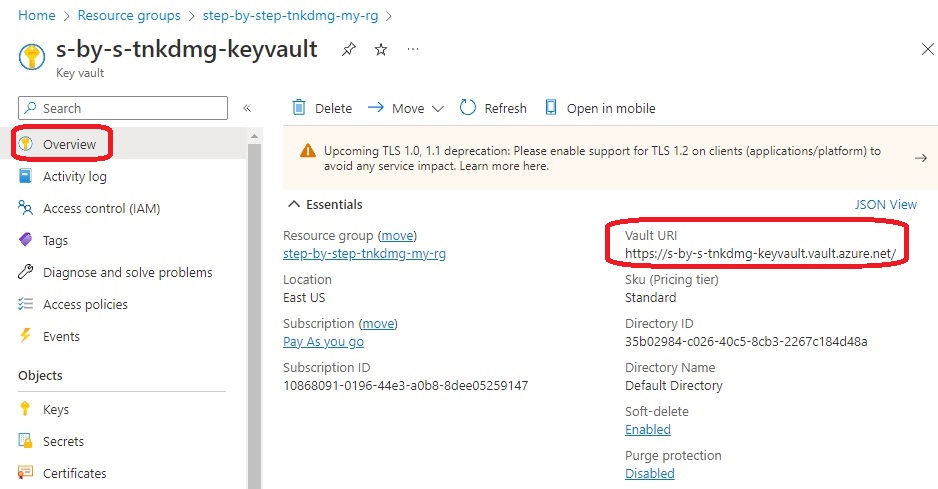 Home > Resource groups > step-by-step-tnkdmg-my-rg >
s-by-s-tnkdmg-keyvault
Key vault
Search
Overview
Activity log
Access control (IAM)
Tags
Diagnose and solve problems
Access policies
Events
Objects
Keys
Secrets
Certificates
Delete Move Refresh Open in mobile
Upcoming TLS 1.0, 1.1 deprecation: Please enable support for TLS 1.2 on clients (applications/platform) to
avoid any service impact. Learn more here.
Essentials
JSON View
Resource group (move)
step-by-step-tnkdmg-my-rg
Location
East US
Subscription (move)
Pay As you go
Subscription ID
10868091-0196-44e3-a0b8-8dee05259147
Vault URI
https://s-by-s-tnkdmg-keyvault.vault.azure.net/
Sku (Pricing tier)
Standard
Directory ID
35b02984-c026-40c5-8cb3-2267c184d48a
Directory Name
Default Directory
Soft-delete
Enabled
Purge protection
Disabled